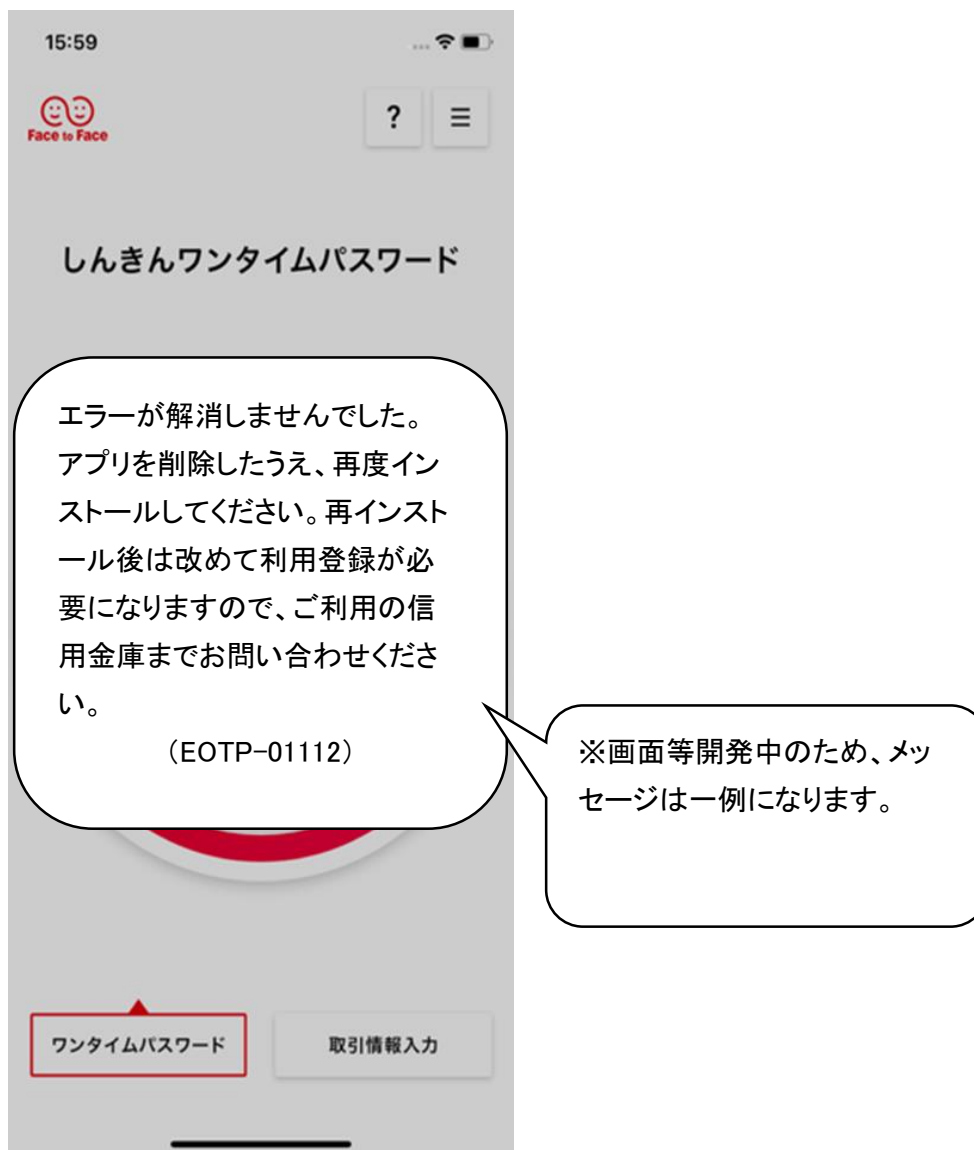 15:59
Face to Face
?
しんきんワンタイムパスワード
エラーが解消しませんでした。
アプリを削除したうえ、再度イン
ストールしてください。再インスト
ール後は改めて利用登録が必
要になりますので、ご利用の信
用金庫までお問い合わせくださ
い。
（EOTP-01112）
※画面等開発中のため、メッ
セージは一例になります。
ワンタイムパスワード
取引情報入力